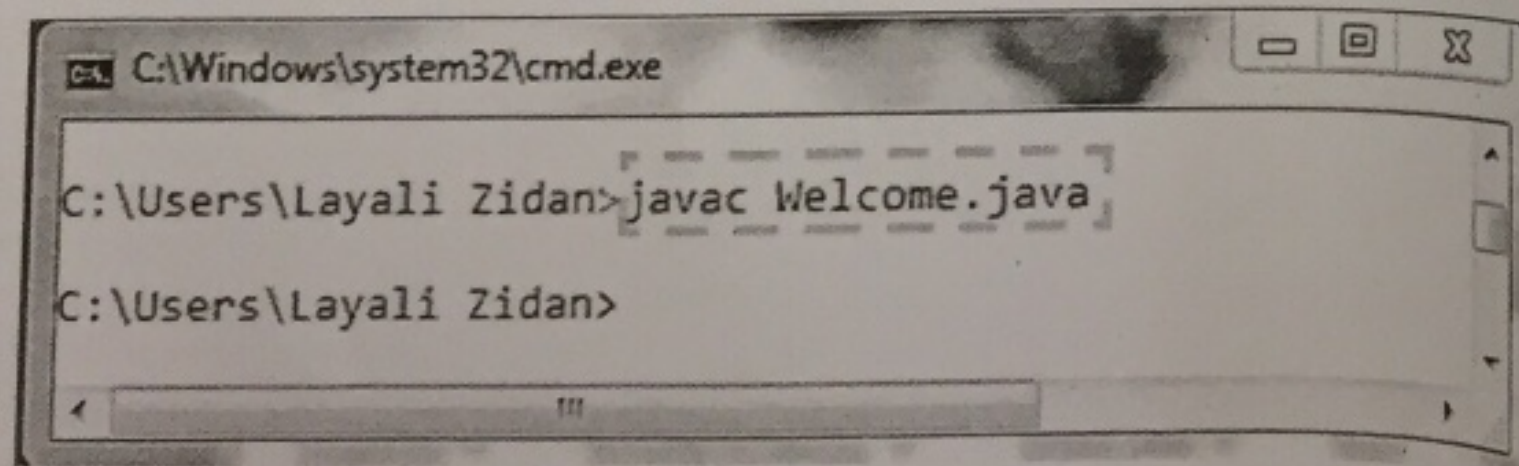 C:\Windows\system32\cmd.exe
C:\Users\Layali Zidan>javac Welcome.java
C:\Users\Layali Zidan>